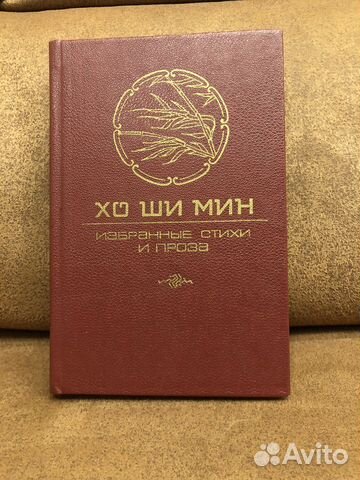 ХО ШИ МИН
ИЗБРАННЫЕ СТИХИ
И ПРОЗА
Avito